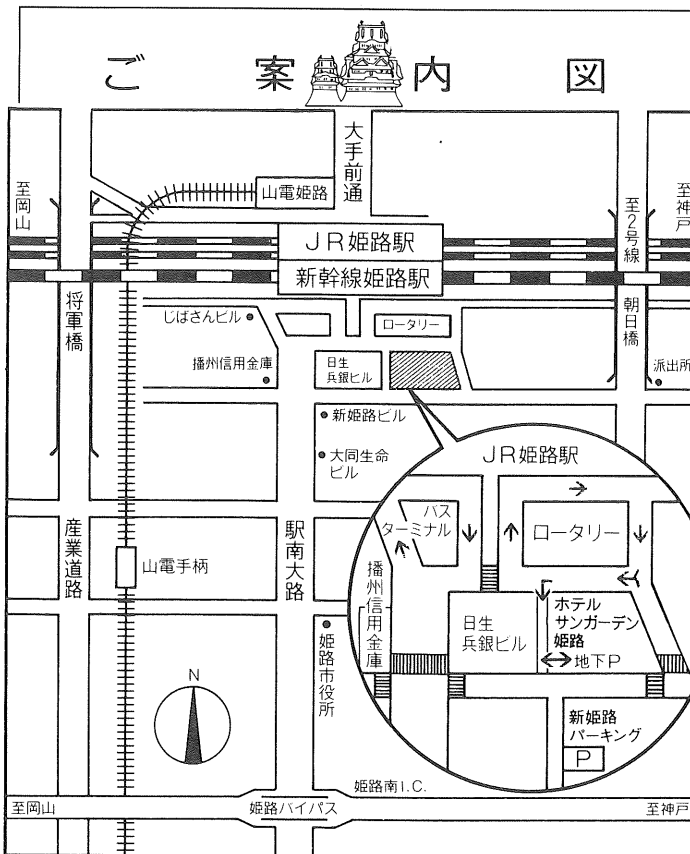 ご案内図
大手前通
至岡山
山電姫路
至2号線
至神戸
JR姫路駅
新幹線姫路駅
将軍橋
朝日橋
じばさんビル
ロータリー
播州信用金庫
日生
兵銀ヒル
派出所
新姫路ビル
大同生命
ビル
JR姫路駅
バス
ターミナル
ロータリー
産業道路
山電手柄
駅南大路
播州信用金庫
日生
兵銀ビル
ホテル
サンガーデン
姫路
地下P
姫路市役所
N
新姫路
パーキング
P
姫路南I.C.
至岡山
姫路バイパス
至神戸